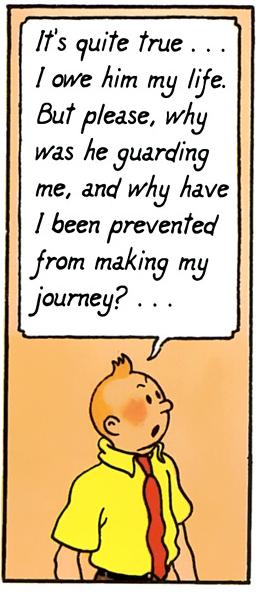 It's quite true . . .
I owe him my life.
But please, why
was he guarding
me, and why have
I been prevented
from making my
journey? . . .